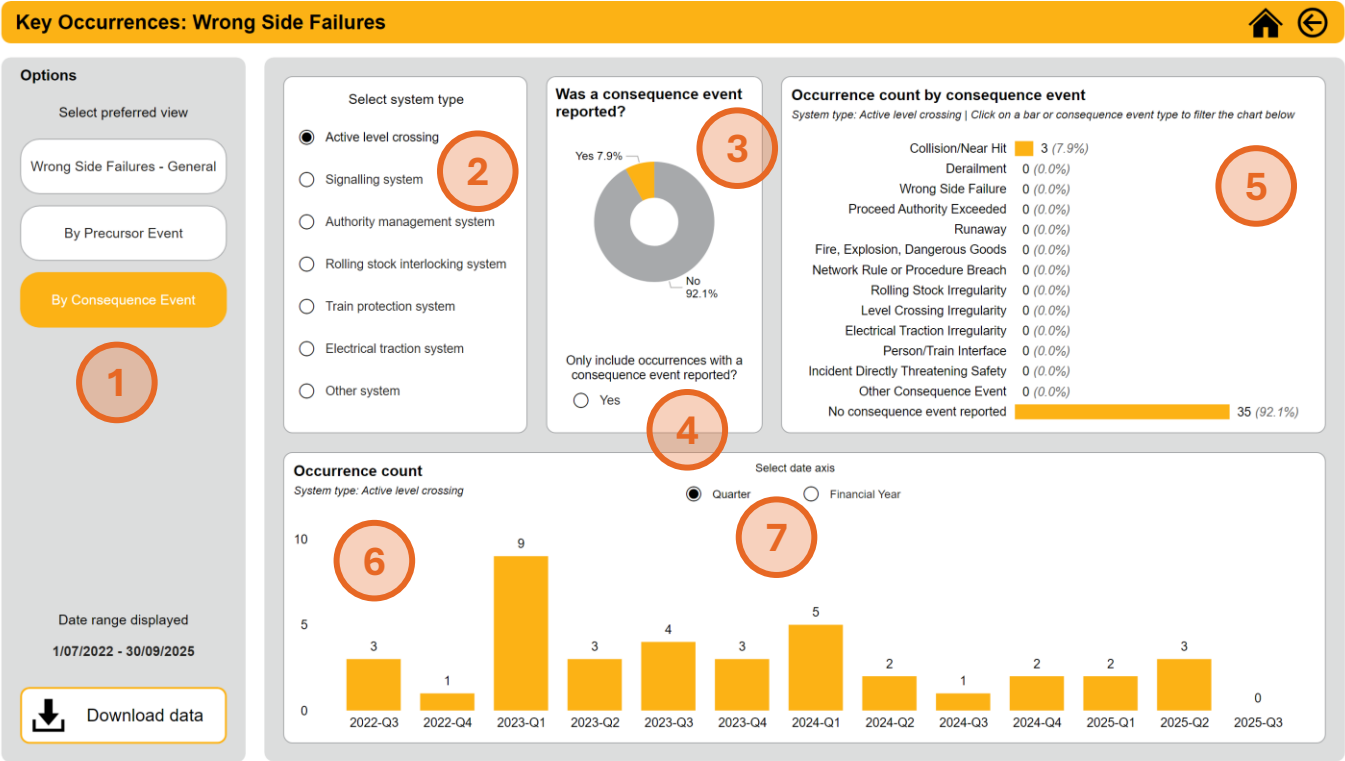 Key Occurrences: Wrong Side Failures
Options
Select preferred view
Wrong Side Failures - General
By Precursor Event
By Consequence Event
1
Date range displayed
1/07/2022 - 30/09/2025
Download data
Select system type
Active level crossing
Signalling system
Authority management system
Rolling stock interlocking system
Train protection system
Electrical traction system
Other system
2
Was a consequence event
reported?
3
Yes 7.9%
No
92.1%
Only include occurrences with a
consequence event reported?
Yes
4
Occurrence count by consequence event
System type: Active level crossing | Click on a bar or consequence event type to filter the chart below
Collision/Near Hit 3 (7.9%)
Derailment 0 (0.0%)
Wrong Side Failure 0 (0.0%)
Proceed Authority Exceeded 0 (0.0%)
Runaway 0 (0.0%)
Fire, Explosion, Dangerous Goods 0 (0.0%)
Network Rule or Procedure Breach 0 (0.0%)
Rolling Stock Irregularity 0 (0.0%)
Level Crossing Irregularity 0 (0.0%)
Electrical Traction Irregularity 0 (0.0%)
Person/Train Interface 0 (0.0%)
Incident Directly Threatening Safety 0 (0.0%)
Other Consequence Event 0 (0.0%)
No consequence event reported 35 (92.1%)
5
Occurrence count
System type: Active level crossing
Select date axis
Quarter Financial Year
6
7
10
5
0
3 1 9 3 4 3 5 2 1 2 2 3 0
2022-Q3 2022-Q4 2023-Q1 2023-Q2 2023-Q3 2023-Q4 2024-Q1 2024-Q2 2024-Q3 2024-Q4 2025-Q1 2025-Q2 2025-Q3